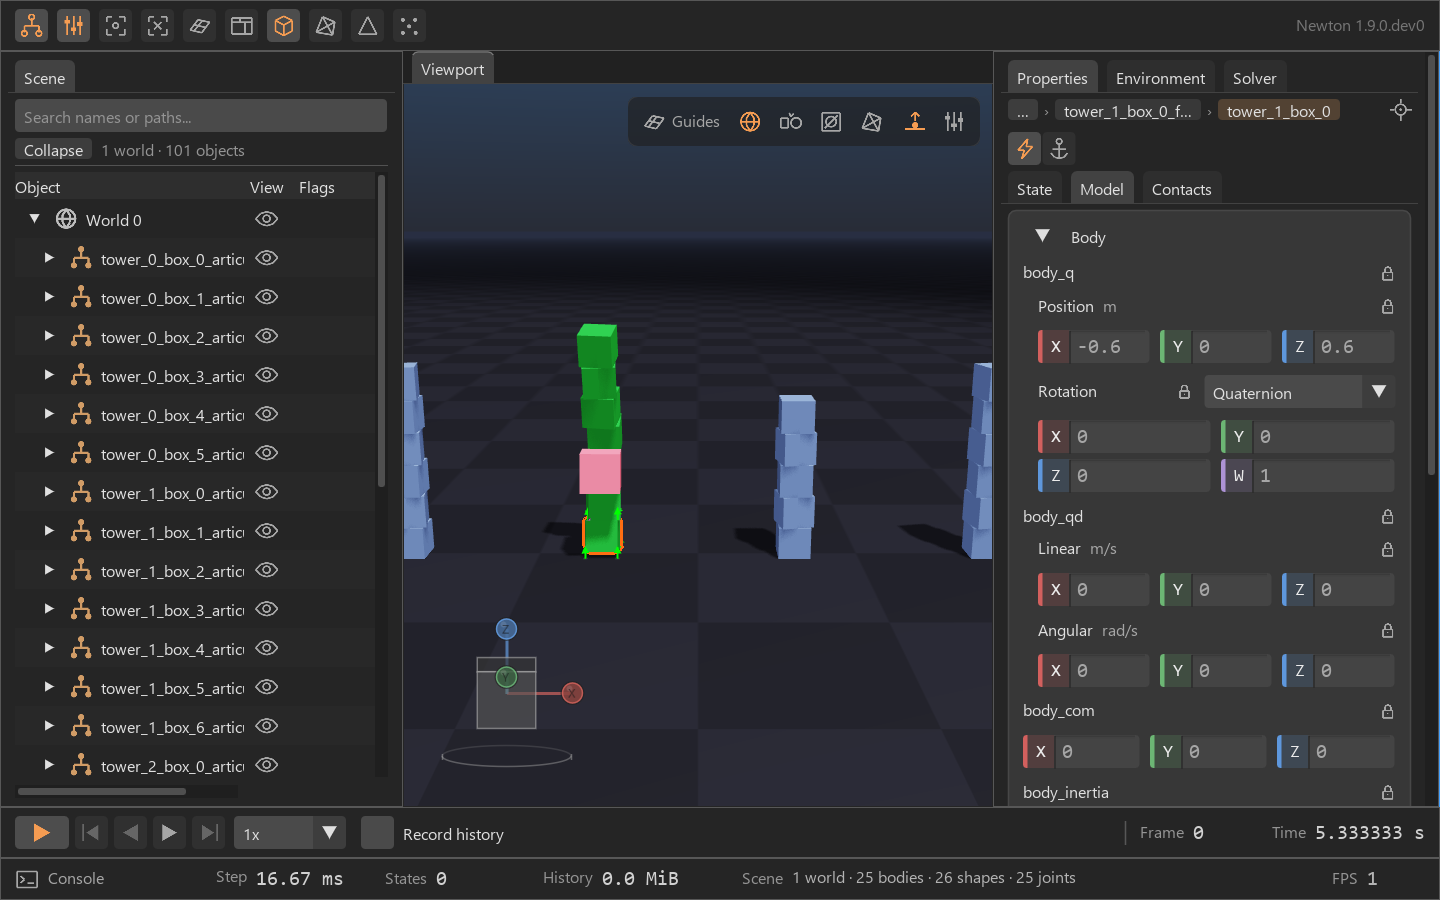 Newton 1.9.0.dev0
Scene
Search names or paths...
Collapse
1 world · 101 objects
Object View Flags
World 0
tower_0_box_0_artic
tower_0_box_1_artic
tower_0_box_2_artic
tower_0_box_3_artic
tower_0_box_4_artic
tower_0_box_5_artic
tower_1_box_0_artic
tower_1_box_1_artic
tower_1_box_2_artic
tower_1_box_3_artic
tower_1_box_4_artic
tower_1_box_5_artic
tower_1_box_6_artic
tower_2_box_0_artic
Viewport
Guides
Z
Y
X
Properties Environment Solver
... › tower_1_box_0_f... › tower_1_box_0
State Model Contacts
Body
body_q
Position m
X -0.6 Y 0 Z 0.6
Rotation Quaternion
X 0 Y 0
Z 0 W 1
body_qd
Linear m/s
X 0 Y 0 Z 0
Angular rad/s
X 0 Y 0 Z 0
body_com
X 0 Y 0 Z 0
body_inertia
1x
Record history
Frame 0 Time 5.333333 s
Console
Step 16.67 ms
States 0
History 0.0 MiB
Scene 1 world · 25 bodies · 26 shapes · 25 joints
FPS 1